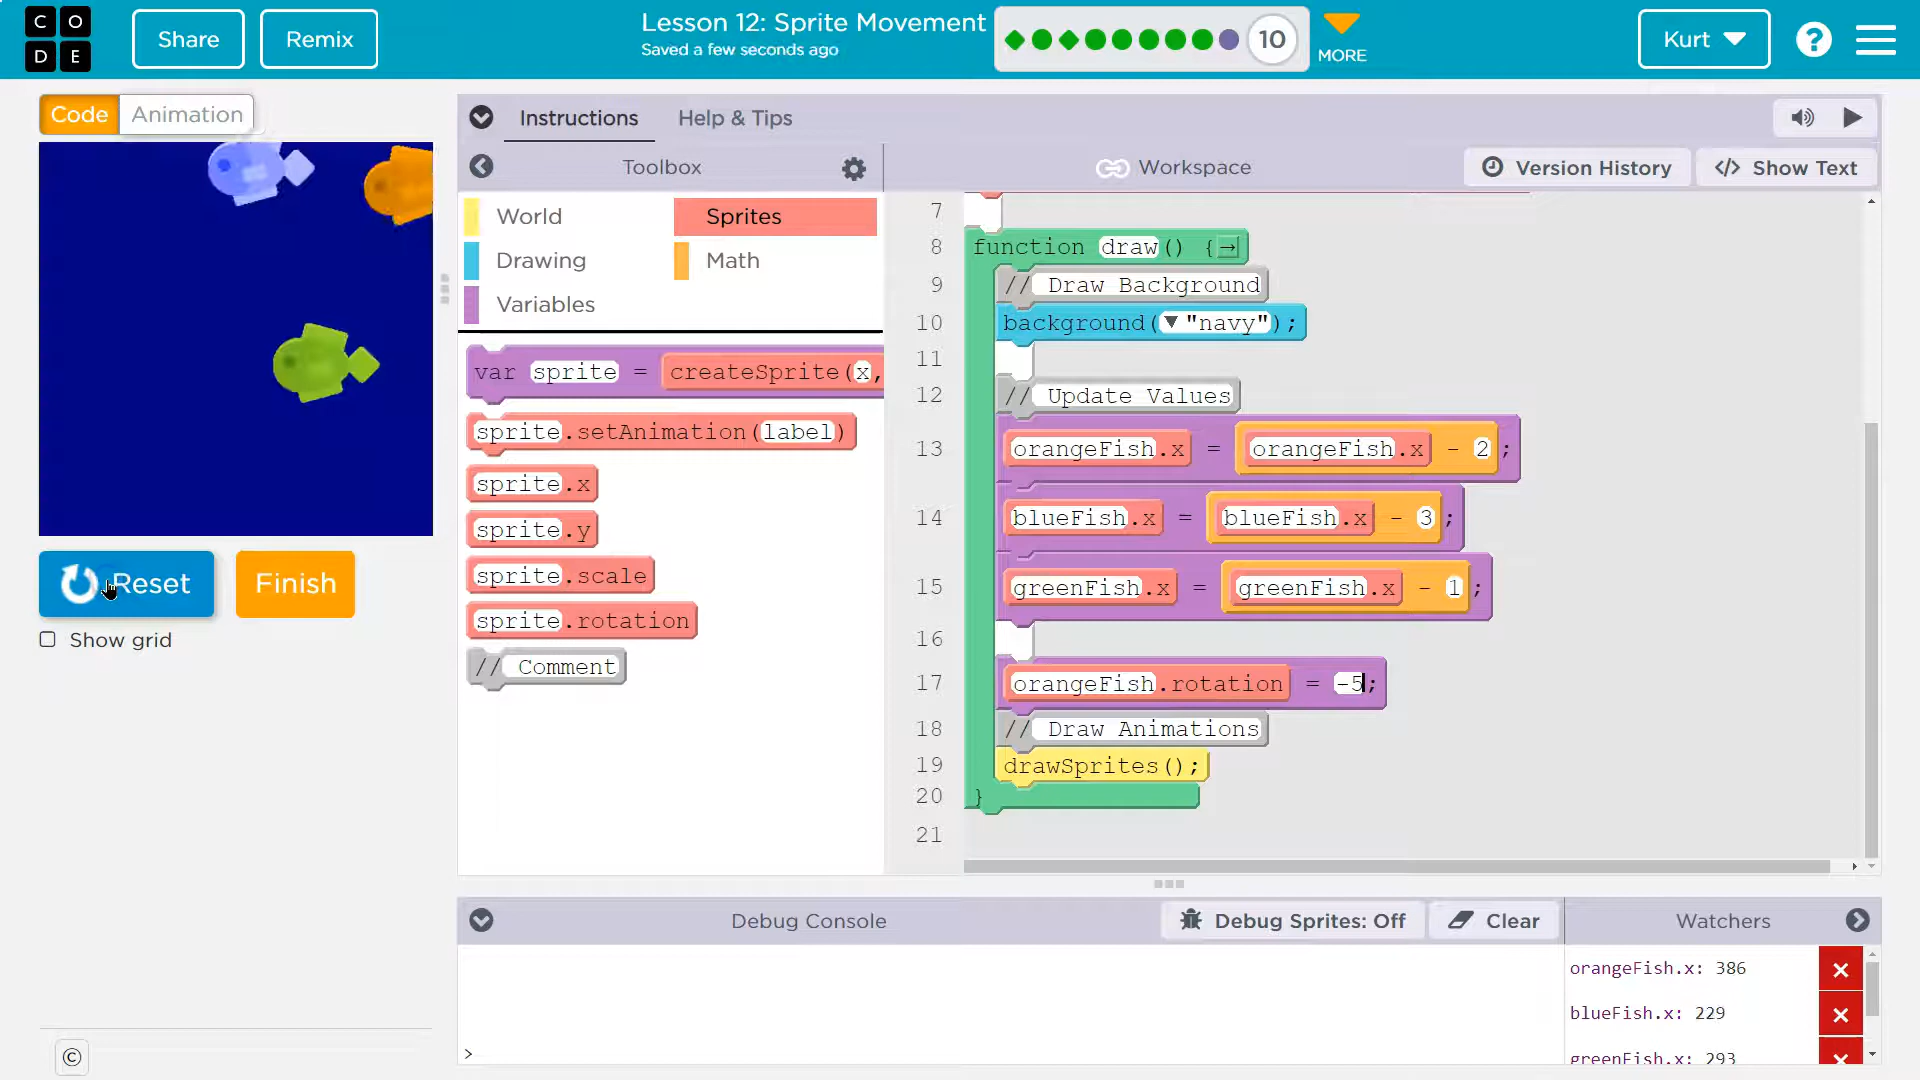 CODE
Share
Remix
Lesson 12: Sprite Movement
Saved a few seconds ago
10
MORE
Kurt
?
Code
Animation
Instructions
Help & Tips
Toolbox
Workspace
Version History
</> Show Text
World
Sprites
Drawing
Math
Variables
var sprite = createSprite(x,
sprite.setAnimation(label)
sprite.x
sprite.y
sprite.scale
sprite.rotation
// Comment
7
8 function draw() {→
9 // Draw Background
10 background(▼"navy");
11
12 // Update Values
13 orangeFish.x = orangeFish.x - 2;
14 blueFish.x = blueFish.x - 3;
15 greenFish.x = greenFish.x - 1;
16
17 orangeFish.rotation = -5;
18 // Draw Animations
19 drawSprites();
20 }
21
Reset
Finish
Show grid
©
Debug Console
Debug Sprites: Off
Clear
Watchers
orangeFish.x: 386
blueFish.x: 229
greenFish.x: 293
>